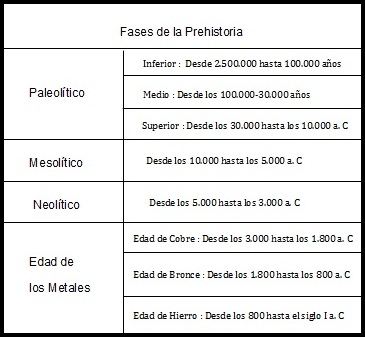 Fases de la Prehistoria
Paleolítico
Inferior : Desde 2.500.000 hasta 100.000 años
Medio : Desde los 100.000-30.000 años
Superior : Desde los 30.000 hasta los 10.000 a. C
Mesolítico
Desde los 10.000 hasta los 5.000 a. C
Neolítico
Desde los 5.000 hasta los 3.000 a. C
Edad de
los Metales
Edad de Cobre : Desde los 3.000 hasta los 1.800 a. C
Edad de Bronce : Desde los 1.800 hasta los 800 a. C
Edad de Hierro : Desde los 800 hasta el siglo I a. C